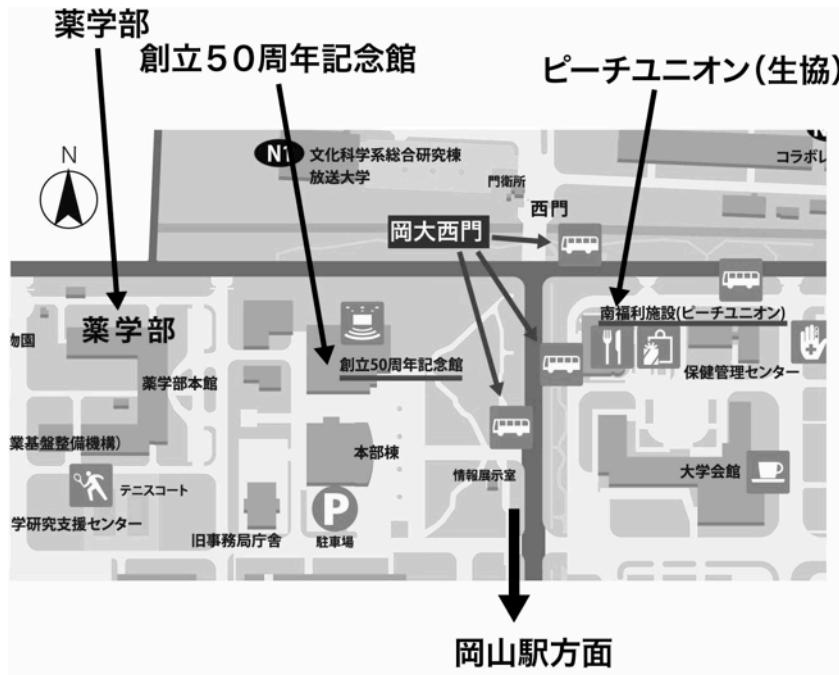 薬学部
創立50周年記念館
ピーチユニオン(生協)
N
N1 文化科学系総合研究棟
放送大学
コラボレ
門衛所
西門
岡大西門
物園
薬学部
南福利施設(ピーチユニオン)
創立50周年記念館
薬学部本館
保健管理センター
業基盤整備機構)
本部棟
情報展示室
大学会館
テニスコート
学研究支援センター
P
旧事務局庁舎
駐車場
岡山駅方面